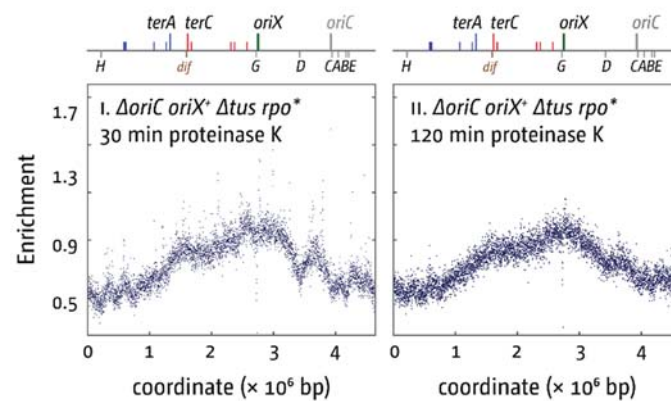 terA terC oriX oriC
H dif G D CABE
terA terC oriX oriC
H dif G D CABE
I. ΔoriC oriX⁺ Δtus rpo*
30 min proteinase K
II. ΔoriC oriX⁺ Δtus rpo*
120 min proteinase K
Enrichment
1.7
1.3
0.9
0.5
0 1 2 3 4
0 1 2 3 4
coordinate (× 10⁶ bp)
coordinate (× 10⁶ bp)